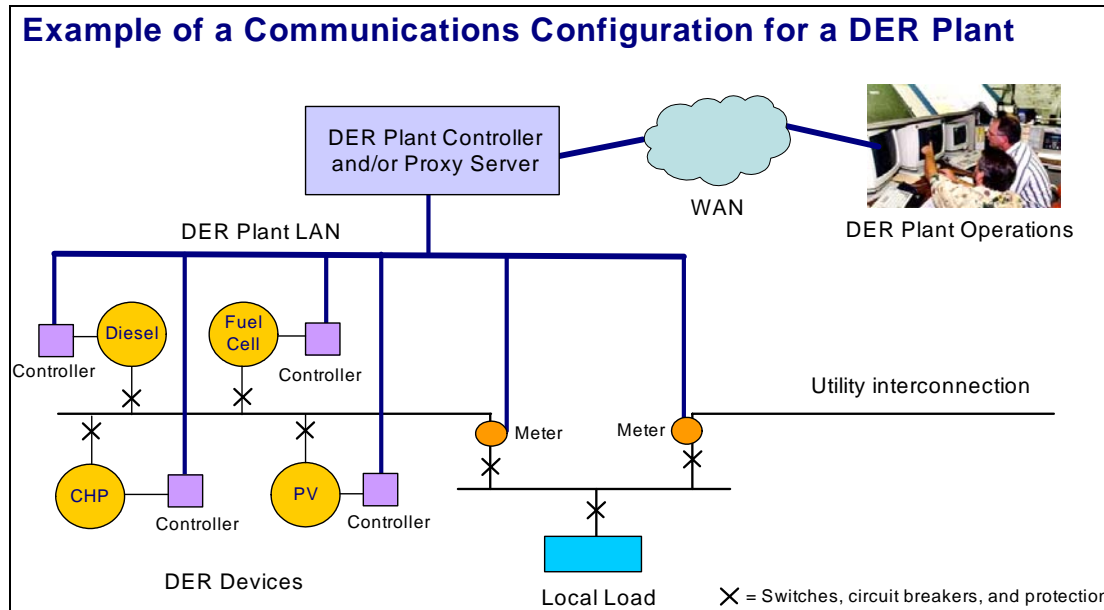 Example of a Communications Configuration for a DER Plant
DER Plant Controller
and/or Proxy Server
WAN
DER Plant Operations
DER Plant LAN
Diesel
Fuel
Cell
Controller
Controller
Utility interconnection
Meter
Meter
CHP
PV
Controller
Controller
DER Devices
Local Load
= Switches, circuit breakers, and protection